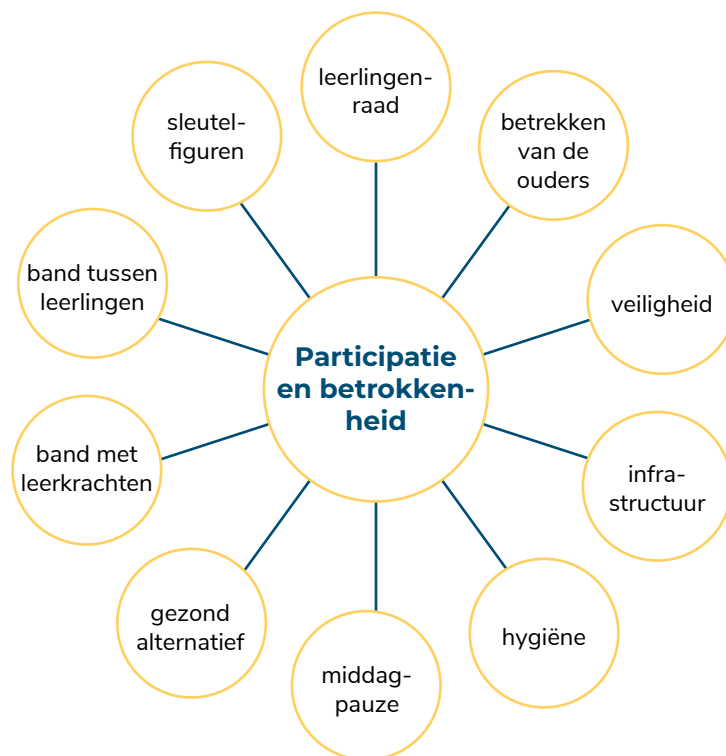 leerlingen-
raad
sleutel-
figuren
betrekken
van de
ouders
band tussen
leerlingen
veiligheid
Participatie
en betrokken-
heid
band met
leerkrachten
infra-
structuur
gezond
alternatief
hygiëne
middag-
pauze